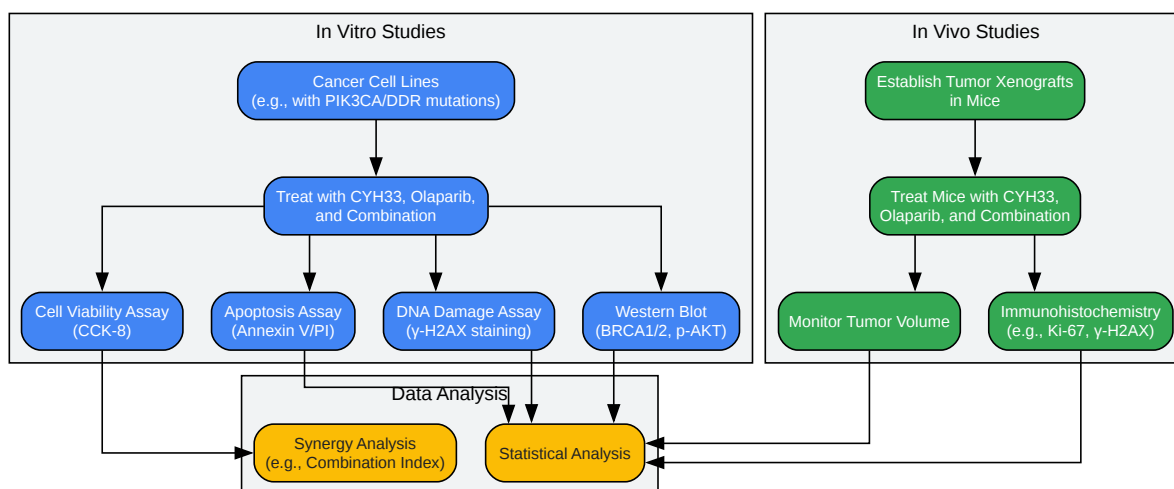 In Vitro Studies
Cancer Cell Lines
(e.g., with PIK3CA/DDR mutations)
Treat with CYH33, Olaparib,
and Combination
Cell Viability Assay
(CCK-8)
Apoptosis Assay
(Annexin V/PI)
DNA Damage Assay
(γ-H2AX staining)
Western Blot
(BRCA1/2, p-AKT)
In Vivo Studies
Establish Tumor Xenografts
in Mice
Treat Mice with CYH33,
Olaparib, and Combination
Monitor Tumor Volume
Immunohistochemistry
(e.g., Ki-67, γ-H2AX)
Data Analysis
Synergy Analysis
(e.g., Combination Index)
Statistical Analysis